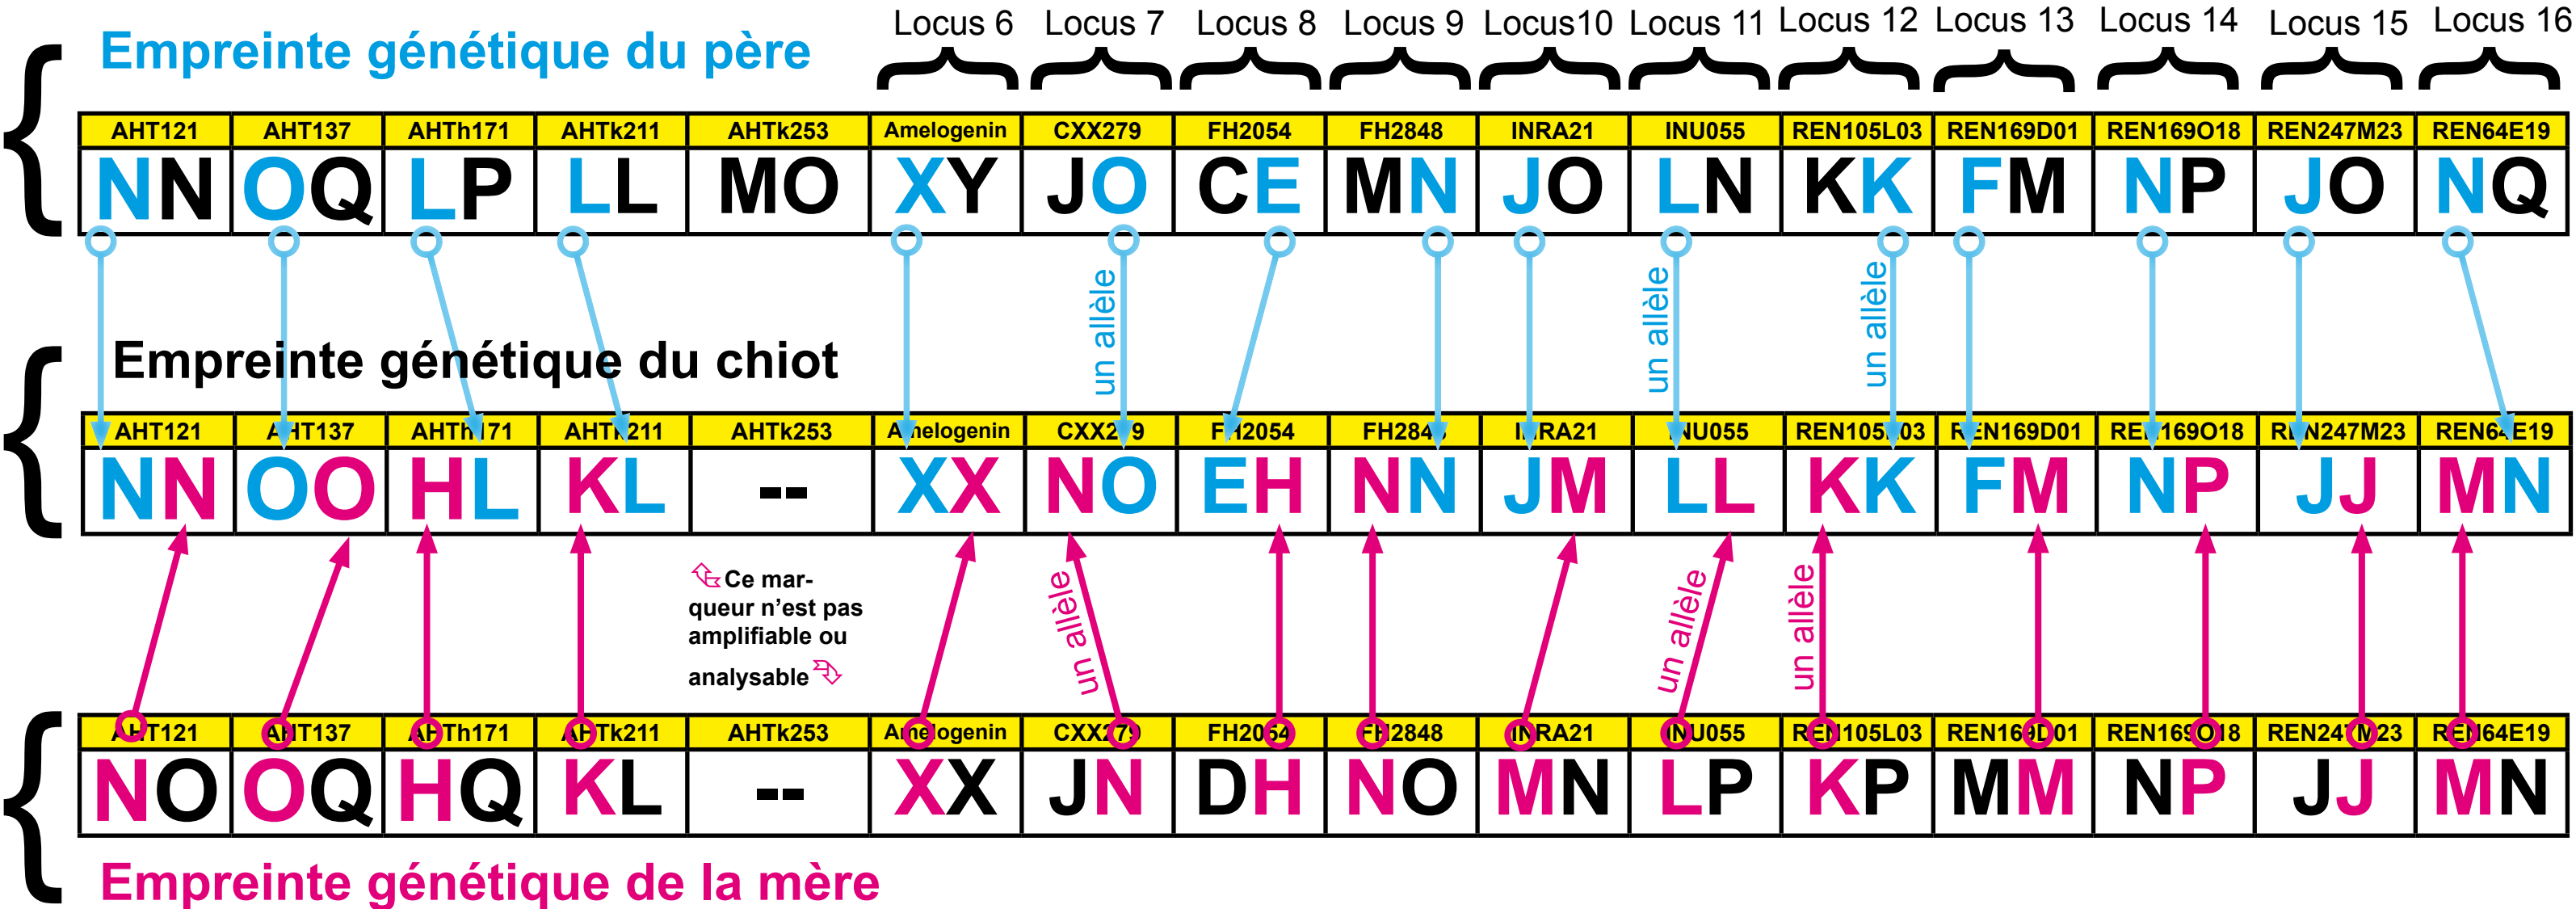 Locus 6 Locus 7 Locus 8 Locus 9 Locus10 Locus 11 Locus 12 Locus 13 Locus 14 Locus 15 Locus 16
Empreinte génétique du père
AHT121 AHT137 AHTh171 AHTk211 AHTk253 Amelogenin CXX279 FH2054 FH2848 INRA21 INU055 REN105L03 REN169D01 REN169O18 REN247M23 REN64E19
NN OQ LP LL MO XY JO CE MN JO LN KK FM NP JO NQ
un allèle
un allèle
un allèle
Empreinte génétique du chiot
AHT121 AHT137 AHTh171 AHTk211 AHTk253 Amelogenin CXX279 FH2054 FH2848 INRA21 INU055 REN105L03 REN169D01 REN169O18 REN247M23 REN64E19
NN OO HL KL -- XX NO EH NN JM LL KK FM NP JJ MN
Ce mar-
queur n’est pas
amplifiable ou
analysable
un allèle
un allèle
un allèle
AHT121 AHT137 AHTh171 AHTk211 AHTk253 Amelogenin CXX279 FH2054 FH2848 INRA21 INU055 REN105L03 REN169D01 REN169O18 REN247M23 REN64E19
NO OQ HQ KL -- XX JN DH NO MN LP KP MM NP JJ MN
Empreinte génétique de la mère